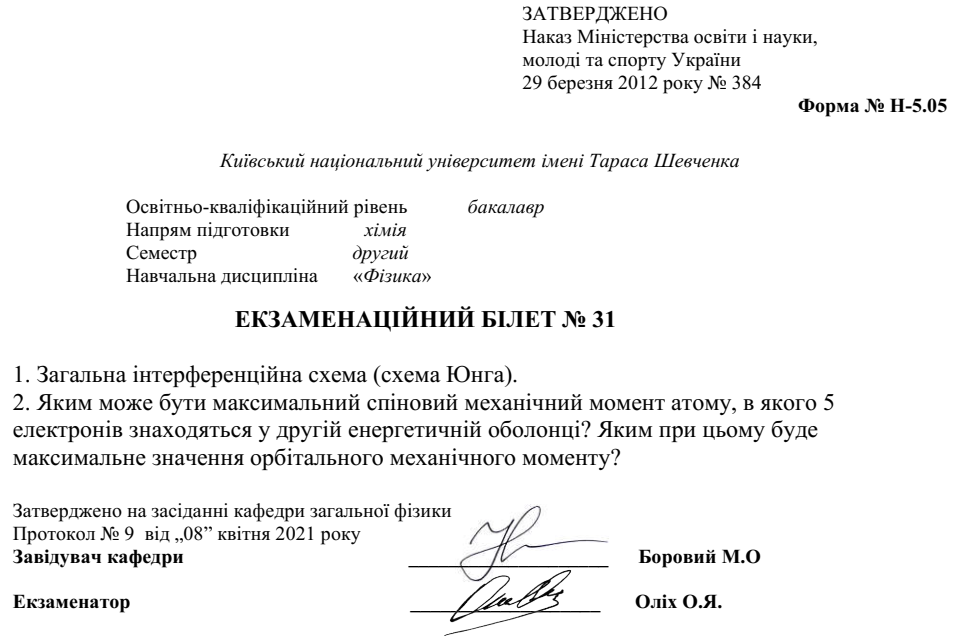 ЗАТВЕРДЖЕНО
Наказ Міністерства освіти і науки,
молоді та спорту України
29 березня 2012 року № 384
Форма № Н-5.05
Київський національний університет імені Тараса Шевченка
Освітньо-кваліфікаційний рівень бакалавр
Напрям підготовки хімія
Семестр другий
Навчальна дисципліна «Фізика»
ЕКЗАМЕНАЦІЙНИЙ БІЛЕТ № 31
1. Загальна інтерференційна схема (схема Юнга).
2. Яким може бути максимальний спіновий механічний момент атому, в якого 5
електронів знаходяться у другій енергетичній оболонці? Яким при цьому буде
максимальне значення орбітального механічного моменту?
Затверджено на засіданні кафедри загальної фізики
Протокол № 9 від „08” квітня 2021 року
Завідувач кафедри Боровий М.О
Екзаменатор Оліх О.Я.